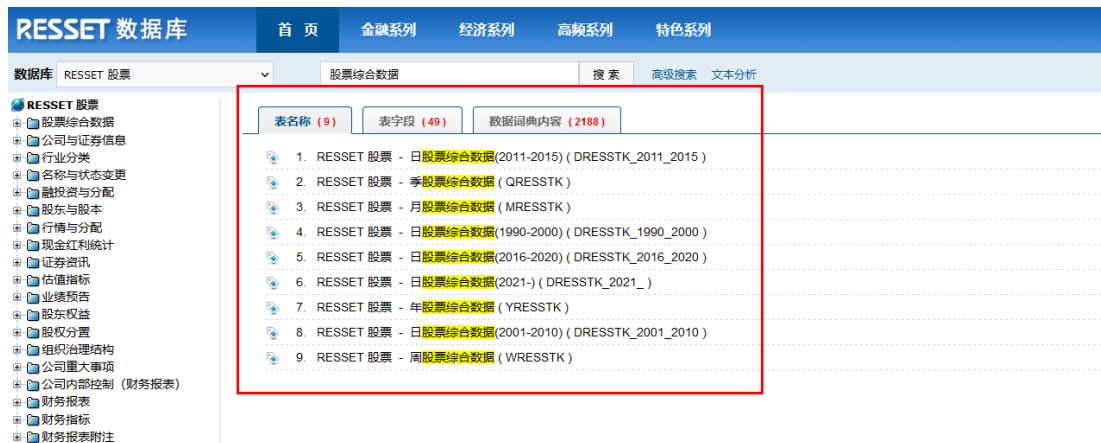 RESSET 数据库 首 页 金融系列 经济系列 高频系列 特色系列
数据库 RESSET 股票 股票综合数据 搜 索 高级搜索 文本分析
RESSET 股票
股票综合数据
公司与证券信息
行业分类
名称与状态变更
融投资与分配
股东与股本
行情与分配
现金红利统计
证券资讯
估值指标
业绩预告
股东权益
股权分置
组织治理结构
公司重大事项
公司内部控制（财务报表）
财务报表
财务指标
财务报表附注
表名称 (9) 表字段 (49) 数据词典内容 (2188)
1. RESSET 股票 - 日股票综合数据(2011-2015) ( DRESSTK_2011_2015 )
2. RESSET 股票 - 季股票综合数据 ( QRESSTK )
3. RESSET 股票 - 月股票综合数据 ( MRESSTK )
4. RESSET 股票 - 日股票综合数据(1990-2000) ( DRESSTK_1990_2000 )
5. RESSET 股票 - 日股票综合数据(2016-2020) ( DRESSTK_2016_2020 )
6. RESSET 股票 - 日股票综合数据(2021-) ( DRESSTK_2021_ )
7. RESSET 股票 - 年股票综合数据 ( YRESSTK )
8. RESSET 股票 - 日股票综合数据(2001-2010) ( DRESSTK_2001_2010 )
9. RESSET 股票 - 周股票综合数据 ( WRESSTK )